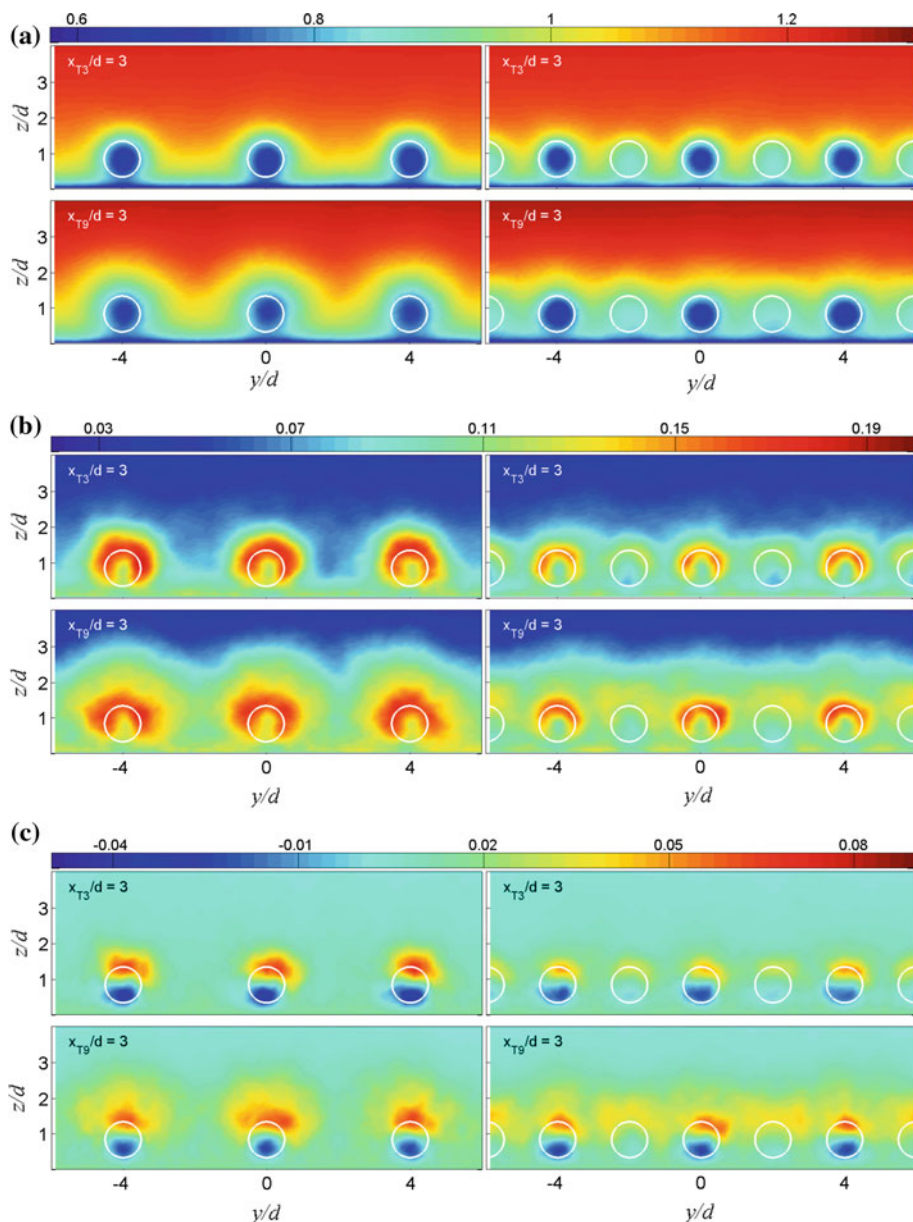 (a)
0.6 0.8 1 1.2
x_T3/d = 3
x_T3/d = 3
z/d
3
2
1
x_T9/d = 3
x_T9/d = 3
z/d
3
2
1
-4 0 4 -4 0 4
y/d y/d
(b)
0.03 0.07 0.11 0.15 0.19
x_T3/d = 3
x_T3/d = 3
z/d
3
2
1
x_T9/d = 3
x_T9/d = 3
z/d
3
2
1
-4 0 4 -4 0 4
y/d y/d
(c)
-0.04 -0.01 0.02 0.05 0.08
x_T3/d = 3
x_T3/d = 3
z/d
3
2
1
x_T9/d = 3
x_T9/d = 3
z/d
3
2
1
-4 0 4 -4 0 4
y/d y/d